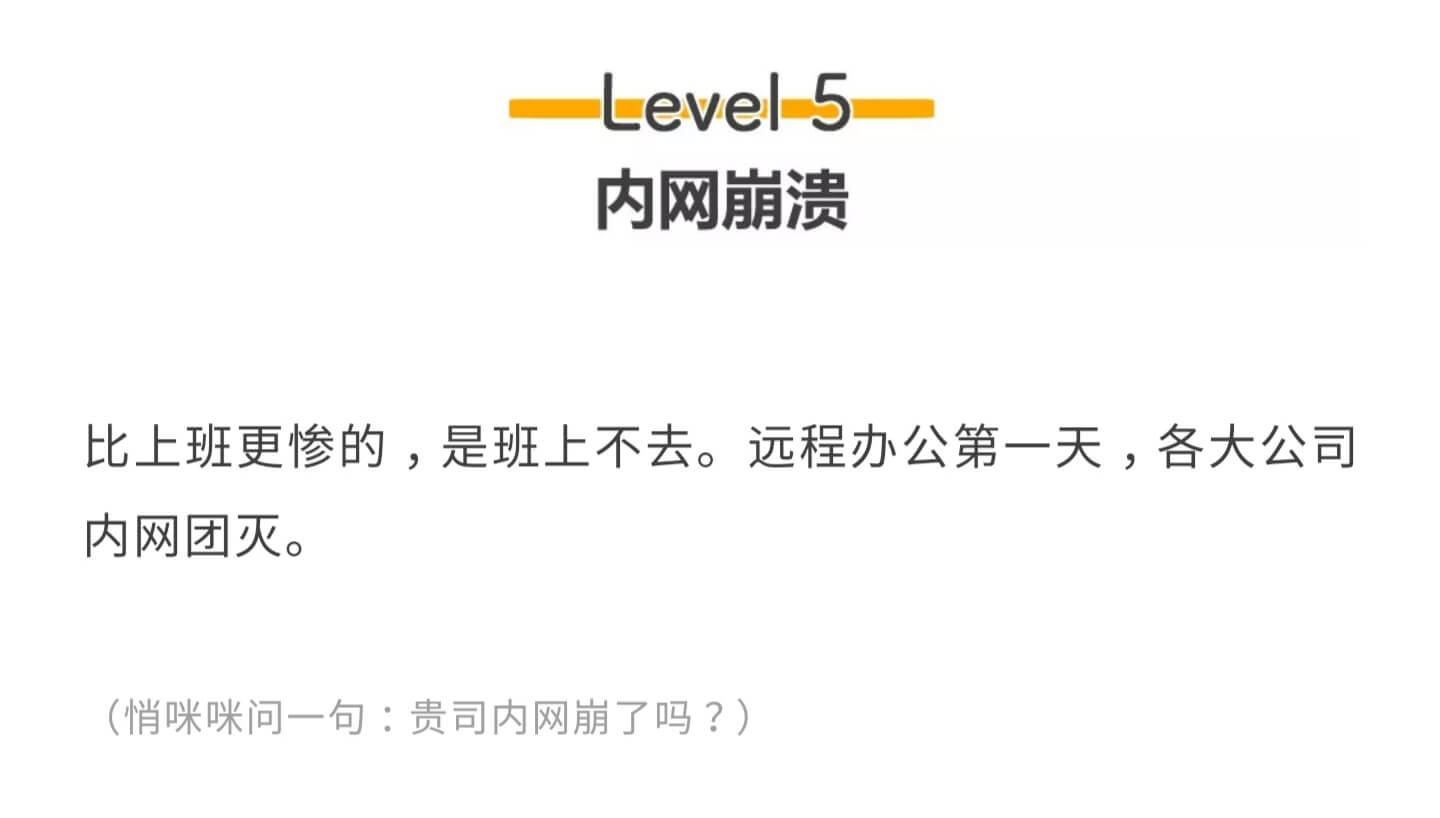 Level 5
内网崩溃
比上班更惨的，是班上不去。远程办公第一天，各大公司
内网团灭。
（悄咪咪问一句：贵司内网崩了吗？）